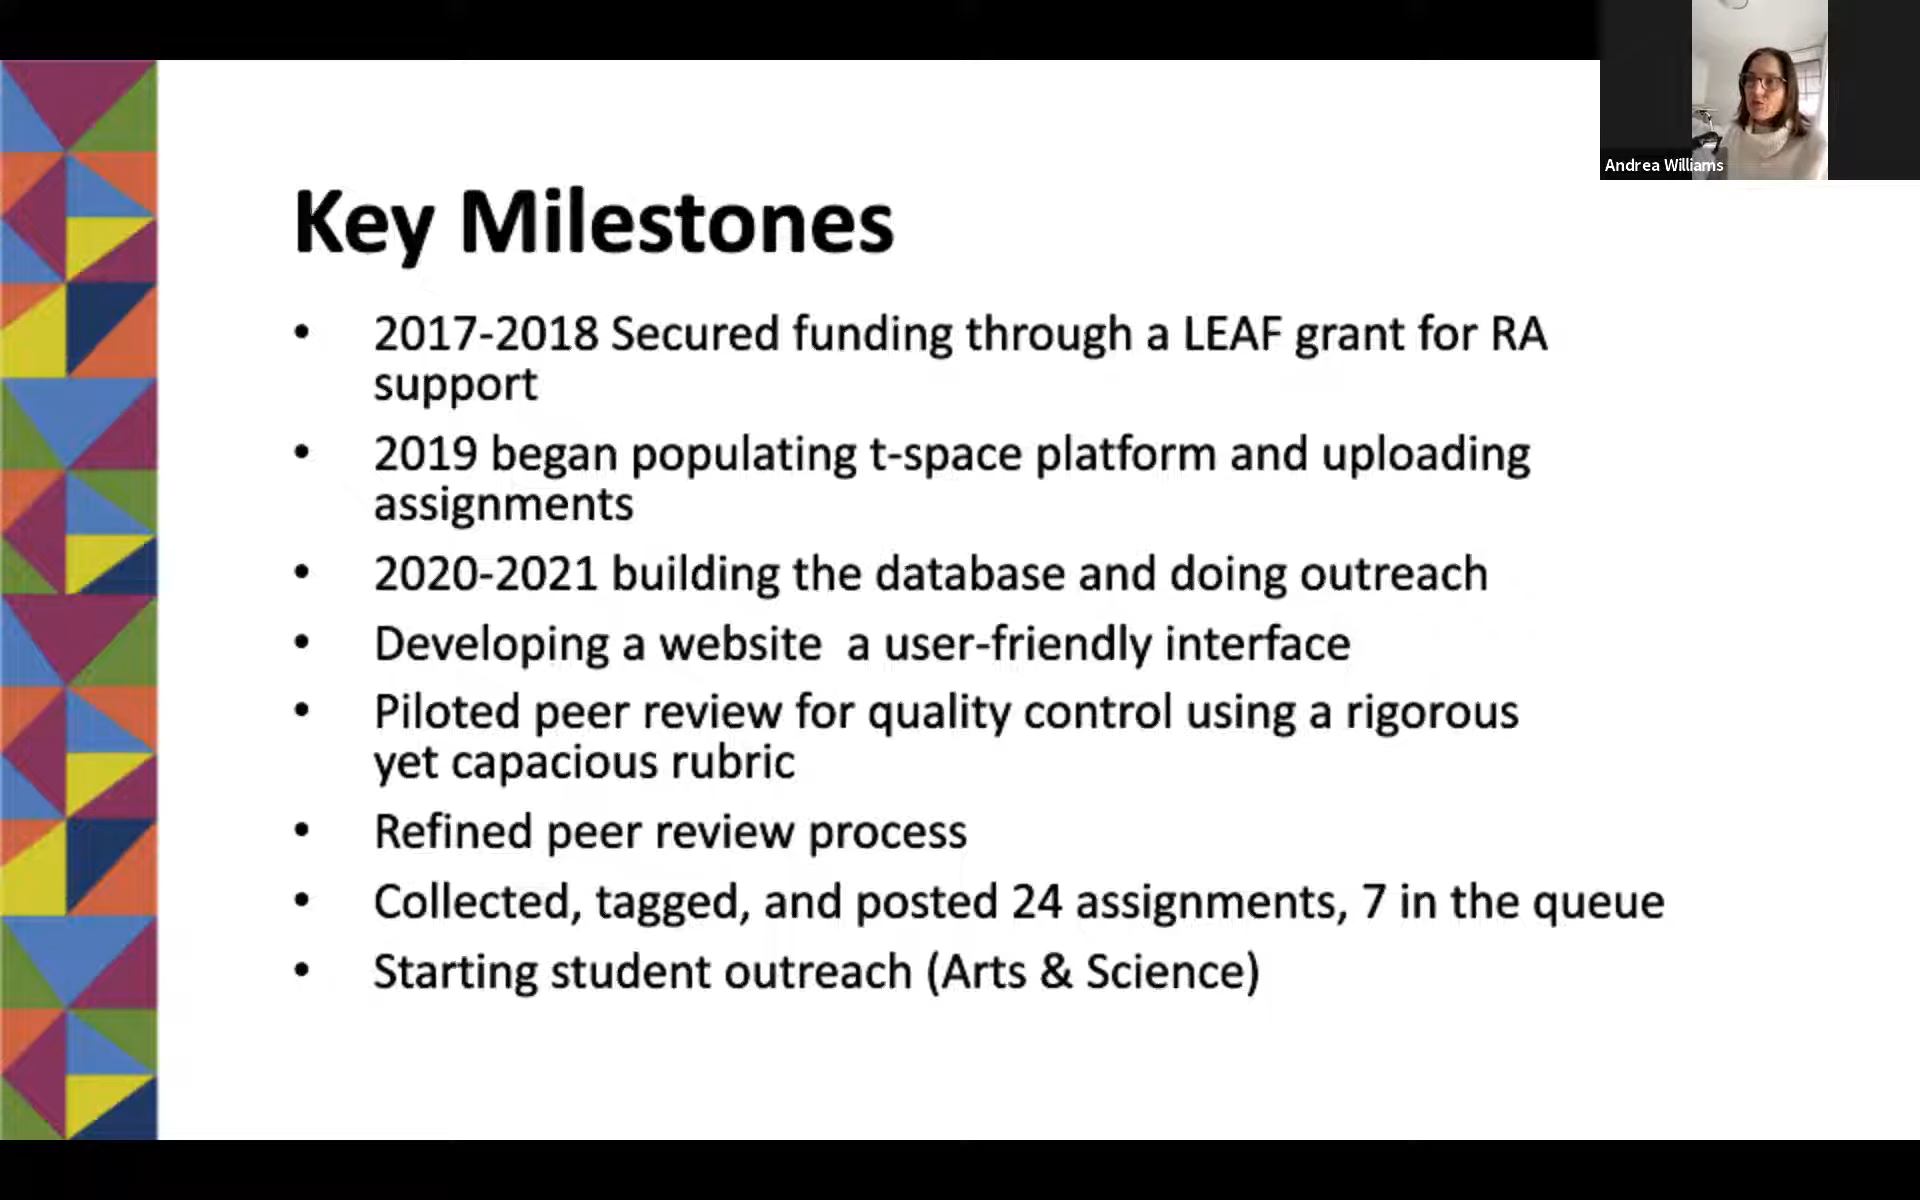 Andrea Williams
Key Milestones
• 2017-2018 Secured funding through a LEAF grant for RA
support
• 2019 began populating t-space platform and uploading
assignments
• 2020-2021 building the database and doing outreach
• Developing a website  a user-friendly interface
• Piloted peer review for quality control using a rigorous
yet capacious rubric
• Refined peer review process
• Collected, tagged, and posted 24 assignments, 7 in the queue
• Starting student outreach (Arts & Science)